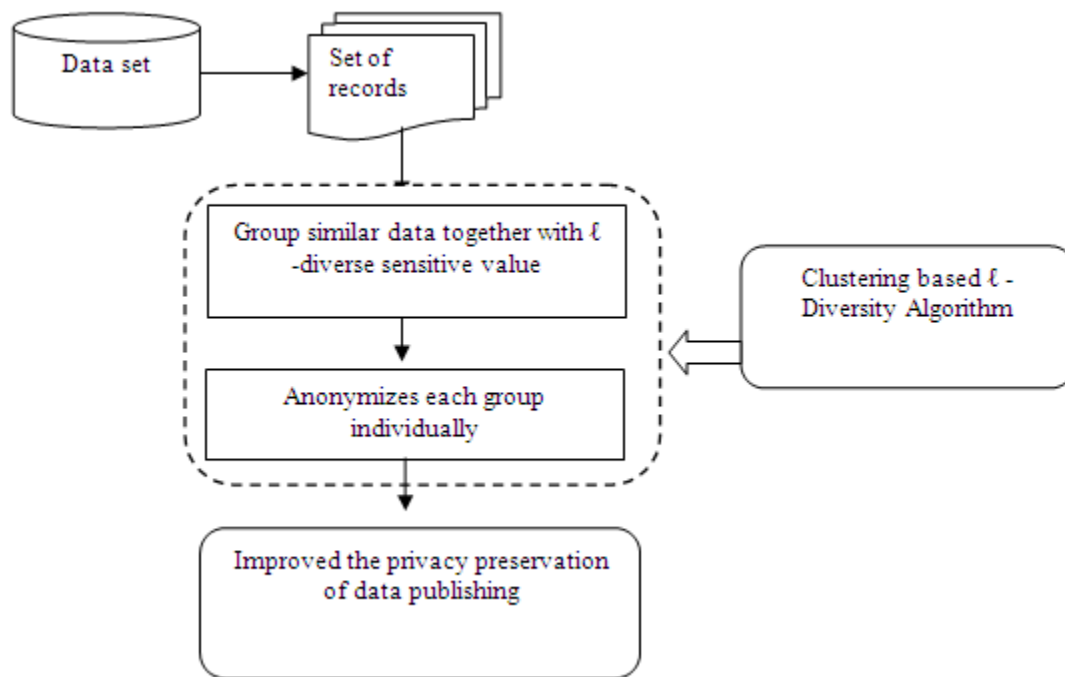 Data set
Set of
records
Group similar data together with ℓ
-diverse sensitive value
Clustering based ℓ -
Diversity Algorithm
Anonymizes each group
individually
Improved the privacy preservation
of data publishing